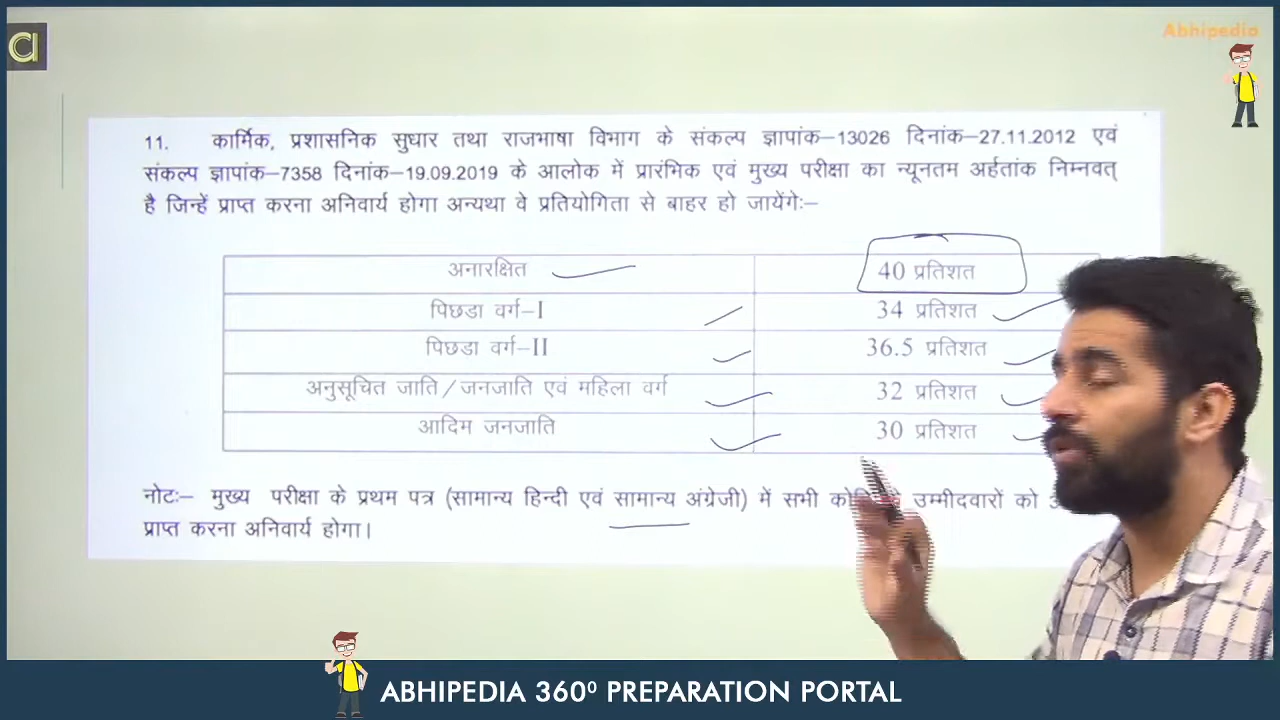 a
Abhipedia
11. कार्मिक, प्रशासनिक सुधार तथा राजभाषा विभाग के संकल्प ज्ञापांक–13026 दिनांक–27.11.2012 एवं
संकल्प ज्ञापांक–7358 दिनांक–19.09.2019 के आलोक में प्रारंभिक एवं मुख्य परीक्षा का न्यूनतम अर्हतांक निम्नवत्
है जिन्हें प्राप्त करना अनिवार्य होगा अन्यथा वे प्रतियोगिता से बाहर हो जायेंगेः–
अनारक्षित 40 प्रतिशत
पिछडा वर्ग–I 34 प्रतिशत
पिछडा वर्ग–II 36.5 प्रतिशत
अनुसूचित जाति/जनजाति एवं महिला वर्ग 32 प्रतिशत
आदिम जनजाति 30 प्रतिशत
नोटः– मुख्य परीक्षा के प्रथम पत्र (सामान्य हिन्दी एवं सामान्य अंग्रेजी) में सभी उम्मीदवारों को
प्राप्त करना अनिवार्य होगा।
ABHIPEDIA 360⁰ PREPARATION PORTAL